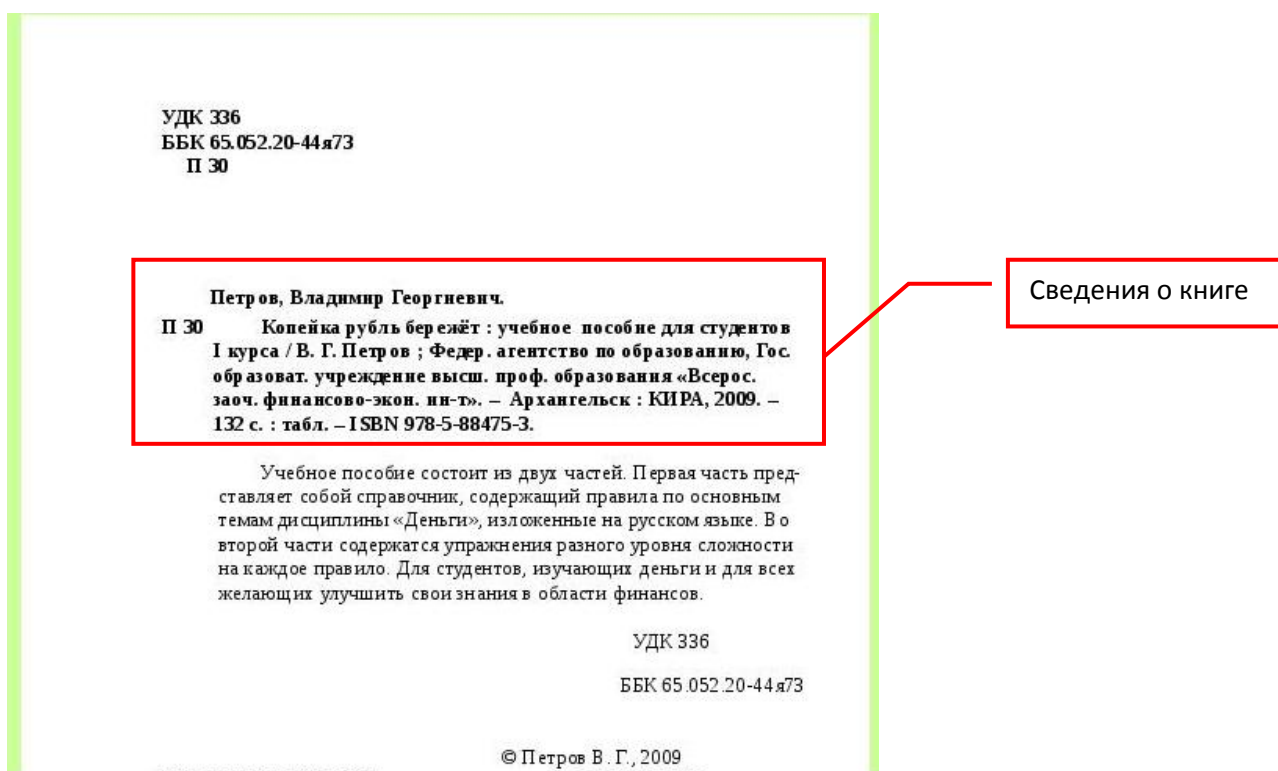 УДК 336
ББК 65.052.20-44я73
П 30
Петров, Владимир Георгиевич.
П 30 Копейка рубль бережёт : учебное пособие для студентов
I курса / В. Г. Петров ; Федер. агентство по образованию, Гос.
образоват. учреждение высш. проф. образования «Всерос.
заоч. финансово-экон. ин-т». – Архангельск : КИРА, 2009. –
132 с. : табл. – ISBN 978-5-88475-3.
Сведения о книге
Учебное пособие состоит из двух частей. Первая часть пред-
ставляет собой справочник, содержащий правила по основным
темам дисциплины «Деньги», изложенные на русском языке. Во
второй части содержатся упражнения разного уровня сложности
на каждое правило. Для студентов, изучающих деньги и для всех
желающих улучшить свои знания в области финансов.
УДК 336
ББК 65.052.20-44я73
© Петров В. Г., 2009